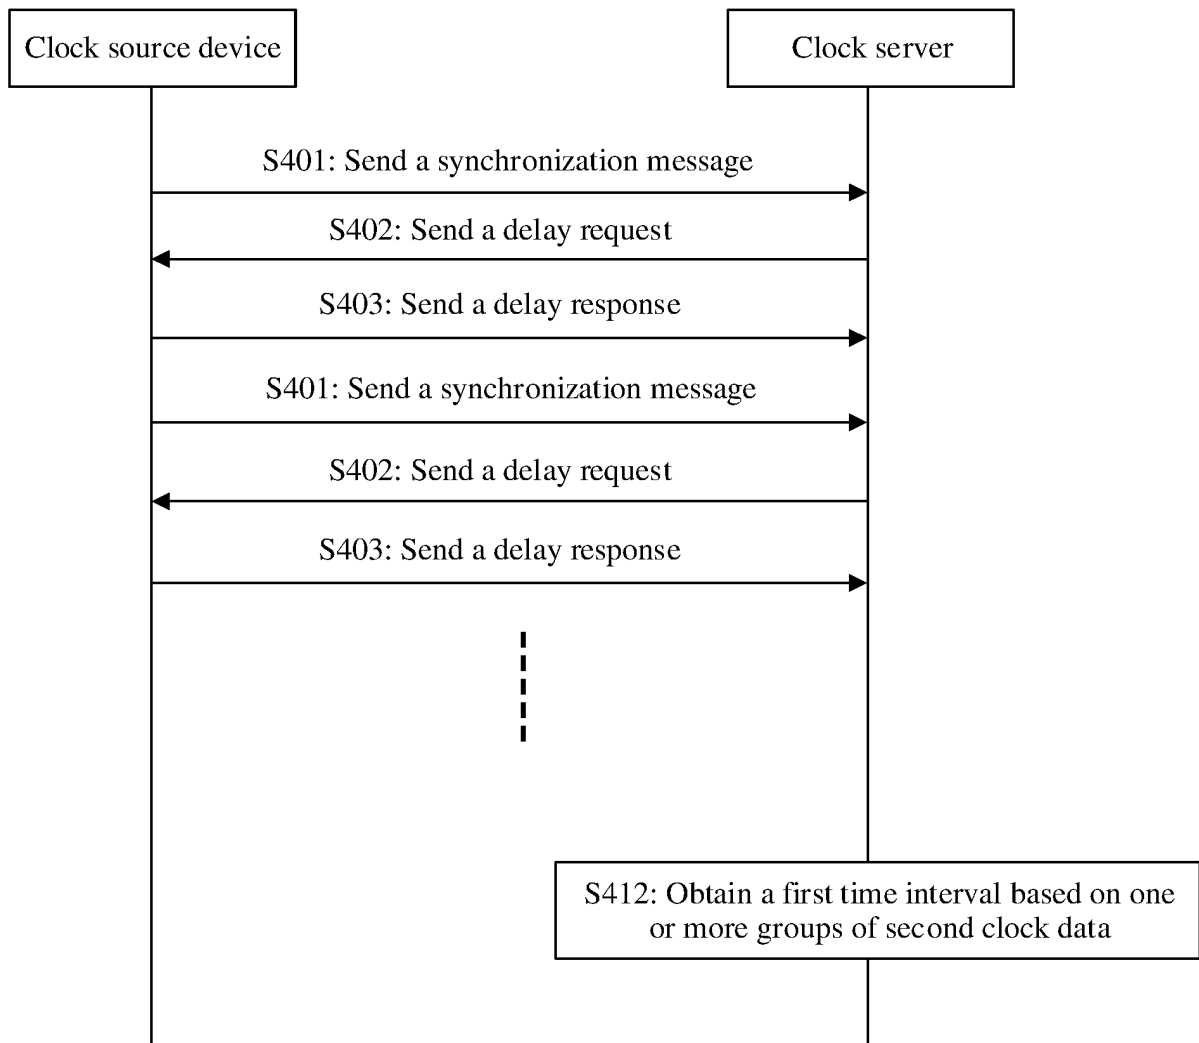 Clock source device
Clock server
S401: Send a synchronization message
S402: Send a delay request
S403: Send a delay response
S401: Send a synchronization message
S402: Send a delay request
S403: Send a delay response
S412: Obtain a first time interval based on one
or more groups of second clock data